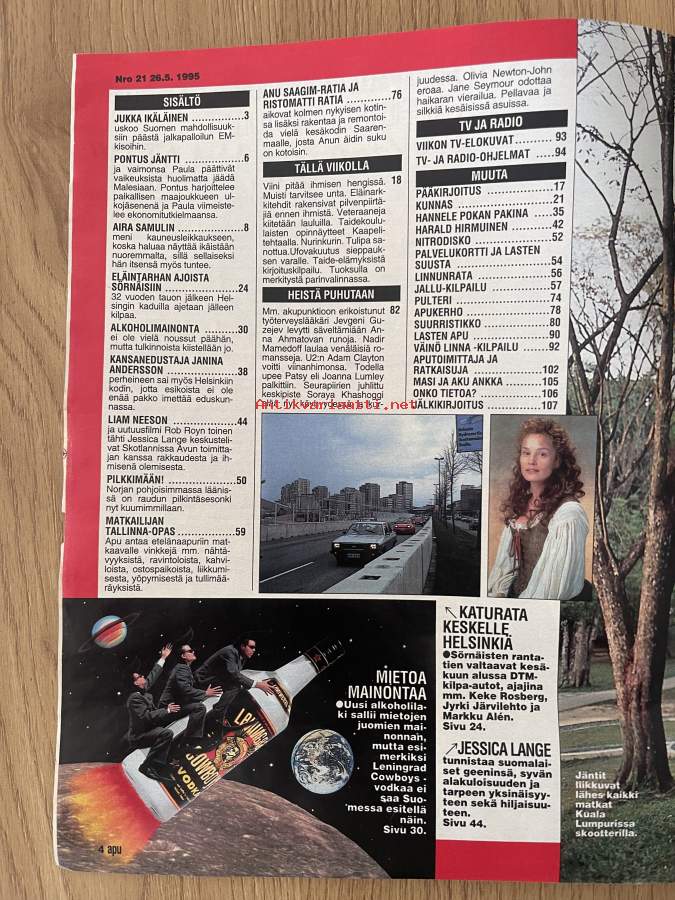 Nro 21 26.5. 1995
SISÄLTÖ
JUKKA IKÄLÄINEN ................3
uskoo Suomen mahdollisuuk-
siin päästä jalkapalloilun EM-
kisoihin.
PONTUS JÄNTTI .................6
ja vaimonsa Paula päättivät
vaikeuksista huolimatta jäädä
Malesiaan. Pontus harjoittelee
paikallisen maajoukkueen ul-
kojäsenenä ja Paula viimeiste-
lee ekonomitutkielmaansa.
AIRA SAMULIN ...................8
meni kauneusleikkaukseen,
koska haluaa näyttää ikäistään
nuoremmalta, sillä sellaiseksi
hän itsensä myös tuntee.
ELÄINTARHAN AJOISTA
SÖRNÄISIIN ......................24
32 vuoden tauon jälkeen Hel-
singin kaduilla ajetaan jälleen
kilpaa.
ALKOHOLIMAINONTA .........30
ei ole vielä noussut päähän,
mutta tulkinnoista kiistellään jo.
KANSANEDUSTAJA JANINA
ANDERSSON ...................38
perheineen sai myös Helsinkiin
kodin, jotta esikoista ei ole
enää pakko imettää eduskun-
nassa.
LIAM NEESON ..................44
ja uutuusfilmi Rob Royn toinen
tähti Jessica Lange keskusteli-
vat Skotlannissa Avun toimitta-
jan kanssa rakkaudesta ja ih-
misenä olemisesta.
PILKKIMÄÄN! ...................50
Norjan pohjoisimmassa läänis-
sä on raudun pilkintäsesonki
nyt kuumimmillaan.
MATKAILIJAN
TALLINNA-OPAS ...............59
Apu antaa etelänaapuriin mat-
kaavalle vinkkejä mm. nähtä-
vyyksistä, ravintoloista, kahvi-
loista, ostospaikoista, liikkumi-
sesta, yöpymisestä ja tullimää-
räyksistä.
ANU SAAGIM-RATIA JA
RISTOMATTI RATIA ...........76
aikovat kolmen nykyisen kotin-
sa lisäksi rakentaa ja remontoi-
da vielä kesäkodin Saaren-
maalle, josta Anun äidin suku
on kotoisin.
TÄLLÄ VIIKOLLA
Viini pitää ihmisen hengissä. 18
Muisti tarvitsee unta. Eläinark-
kitehdit rakensivat pilvenpiirtä-
jiä ennen ihmistä. Veteraaneja
kiitetään lauluilla. Taidekoulu-
laisten opinnäytteet Kaapeli-
tehtaalla. Nurinkurin. Tulipa sa-
nottua.Ufovakuutus sieppauk-
sen varalle. Taide-elämyksistä
kirjoituskilpailu. Tuoksulla on
merkitystä parinvalinnassa.
HEISTÄ PUHUTAAN
Mm. akupunktioon erikoistunut 82
työterveyslääkäri Jevgeni Gu-
zejev levytti säveltämiään An-
na Ahmatovan runoja. Nadir
Mamedoff laulaa venäläisiä ro-
mansseja. U2:n Adam Clayton
voitti viinanhimonsa. Todella
upee Patsy eli Joanna Lumley
palkittiin. Seurapiirien juhlittu
keskipiste Soraya Khashoggi
Antikvariaatti.net
juudessa. Olivia Newton-John
eroaa. Jane Seymour odottaa
haikaran vierailua. Pellavaa ja
silkkiä kesäisissä asuissa.
TV JA RADIO
VIIKON TV-ELOKUVAT.......... 93
TV- JA RADIO-OHJELMAT .....94
MUUTA
PÄÄKIRJOITUS ..................17
KUNNAS ..........................21
HANNELE POKAN PAKINA ....35
HARALD HIRMUINEN ...........42
NITRODISKO .....................52
PALVELUKORTTI JA LASTEN
SUUSTA ..........................54
LINNUNRATA ....................56
JALLU-KILPAILU .................57
PULTERI ..........................74
APUKERHO .......................78
SUURRISTIKKO ..................80
LASTEN APU .....................90
VÄINÖ LINNA -KILPAILU ........92
APUTOIMITTAJA JA
RATKAISUJA ....................102
MASI JA AKU ANKKA ..........105
ONKO TIETOA? ..................106
JÄLKIKIRJOITUS ................107
MIETOA
MAINONTAA
●Uusi alkoholila-
ki sallii mietojen
juomien mai-
nonnan,
mutta esi-
merkiksi
Leningrad
Cowboys -
vodkaa ei
saa Suo-
messa esitellä
näin.
Sivu 30.
COWBOYS
VODKA
↖ KATURATA
KESKELLE
HELSINKIÄ
●Sörnäisten ranta-
tien valtaavat kesä-
kuun alussa DTM-
kilpa-autot, ajajina
mm. Keke Rosberg,
Jyrki Järvilehto ja
Markku Alén.
Sivu 24.
↗JESSICA LANGE
tunnistaa suomalai-
set geeninsä, syvän
alakuloisuuden ja
tarpeen yksinäisyy-
teen sekä hiljaisuu-
teen.
Sivu 44.
Jäntit
liikkuvat
lähes kaikki
matkat
Kuala
Lumpurissa
skootterilla.
4 apu